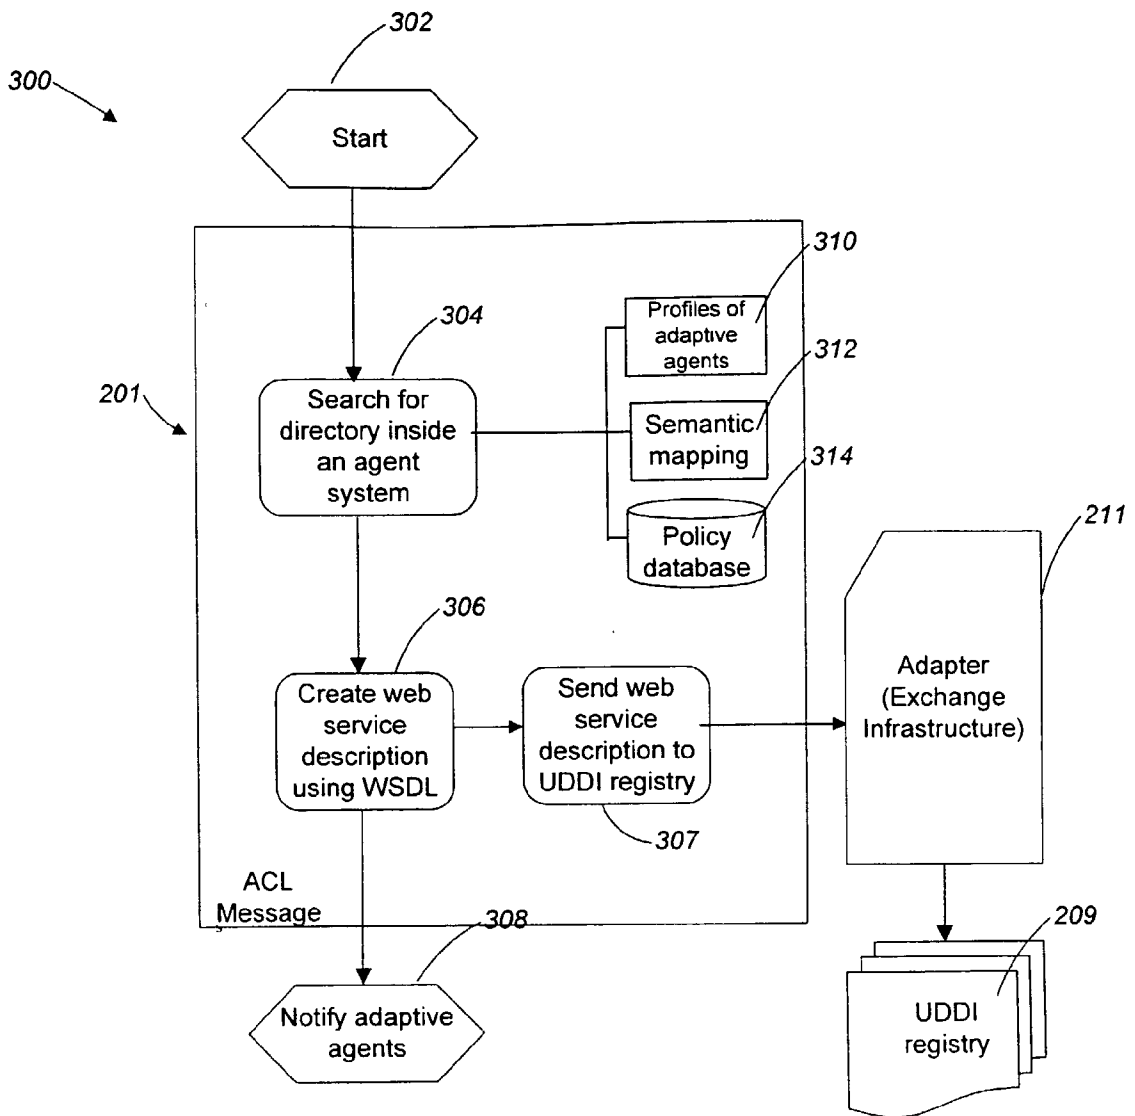 302
300
Start
310
Profiles of
adaptive
agents
304
312
201
Search for
directory inside
an agent
system
Semantic
mapping
314
Policy
database
211
306
Adapter
(Exchange
Infrastructure)
Create web
service
description
using WSDL
Send web
service
description to
UDDI registry
307
ACL
Message
308
209
Notify adaptive
agents
UDDI
registry